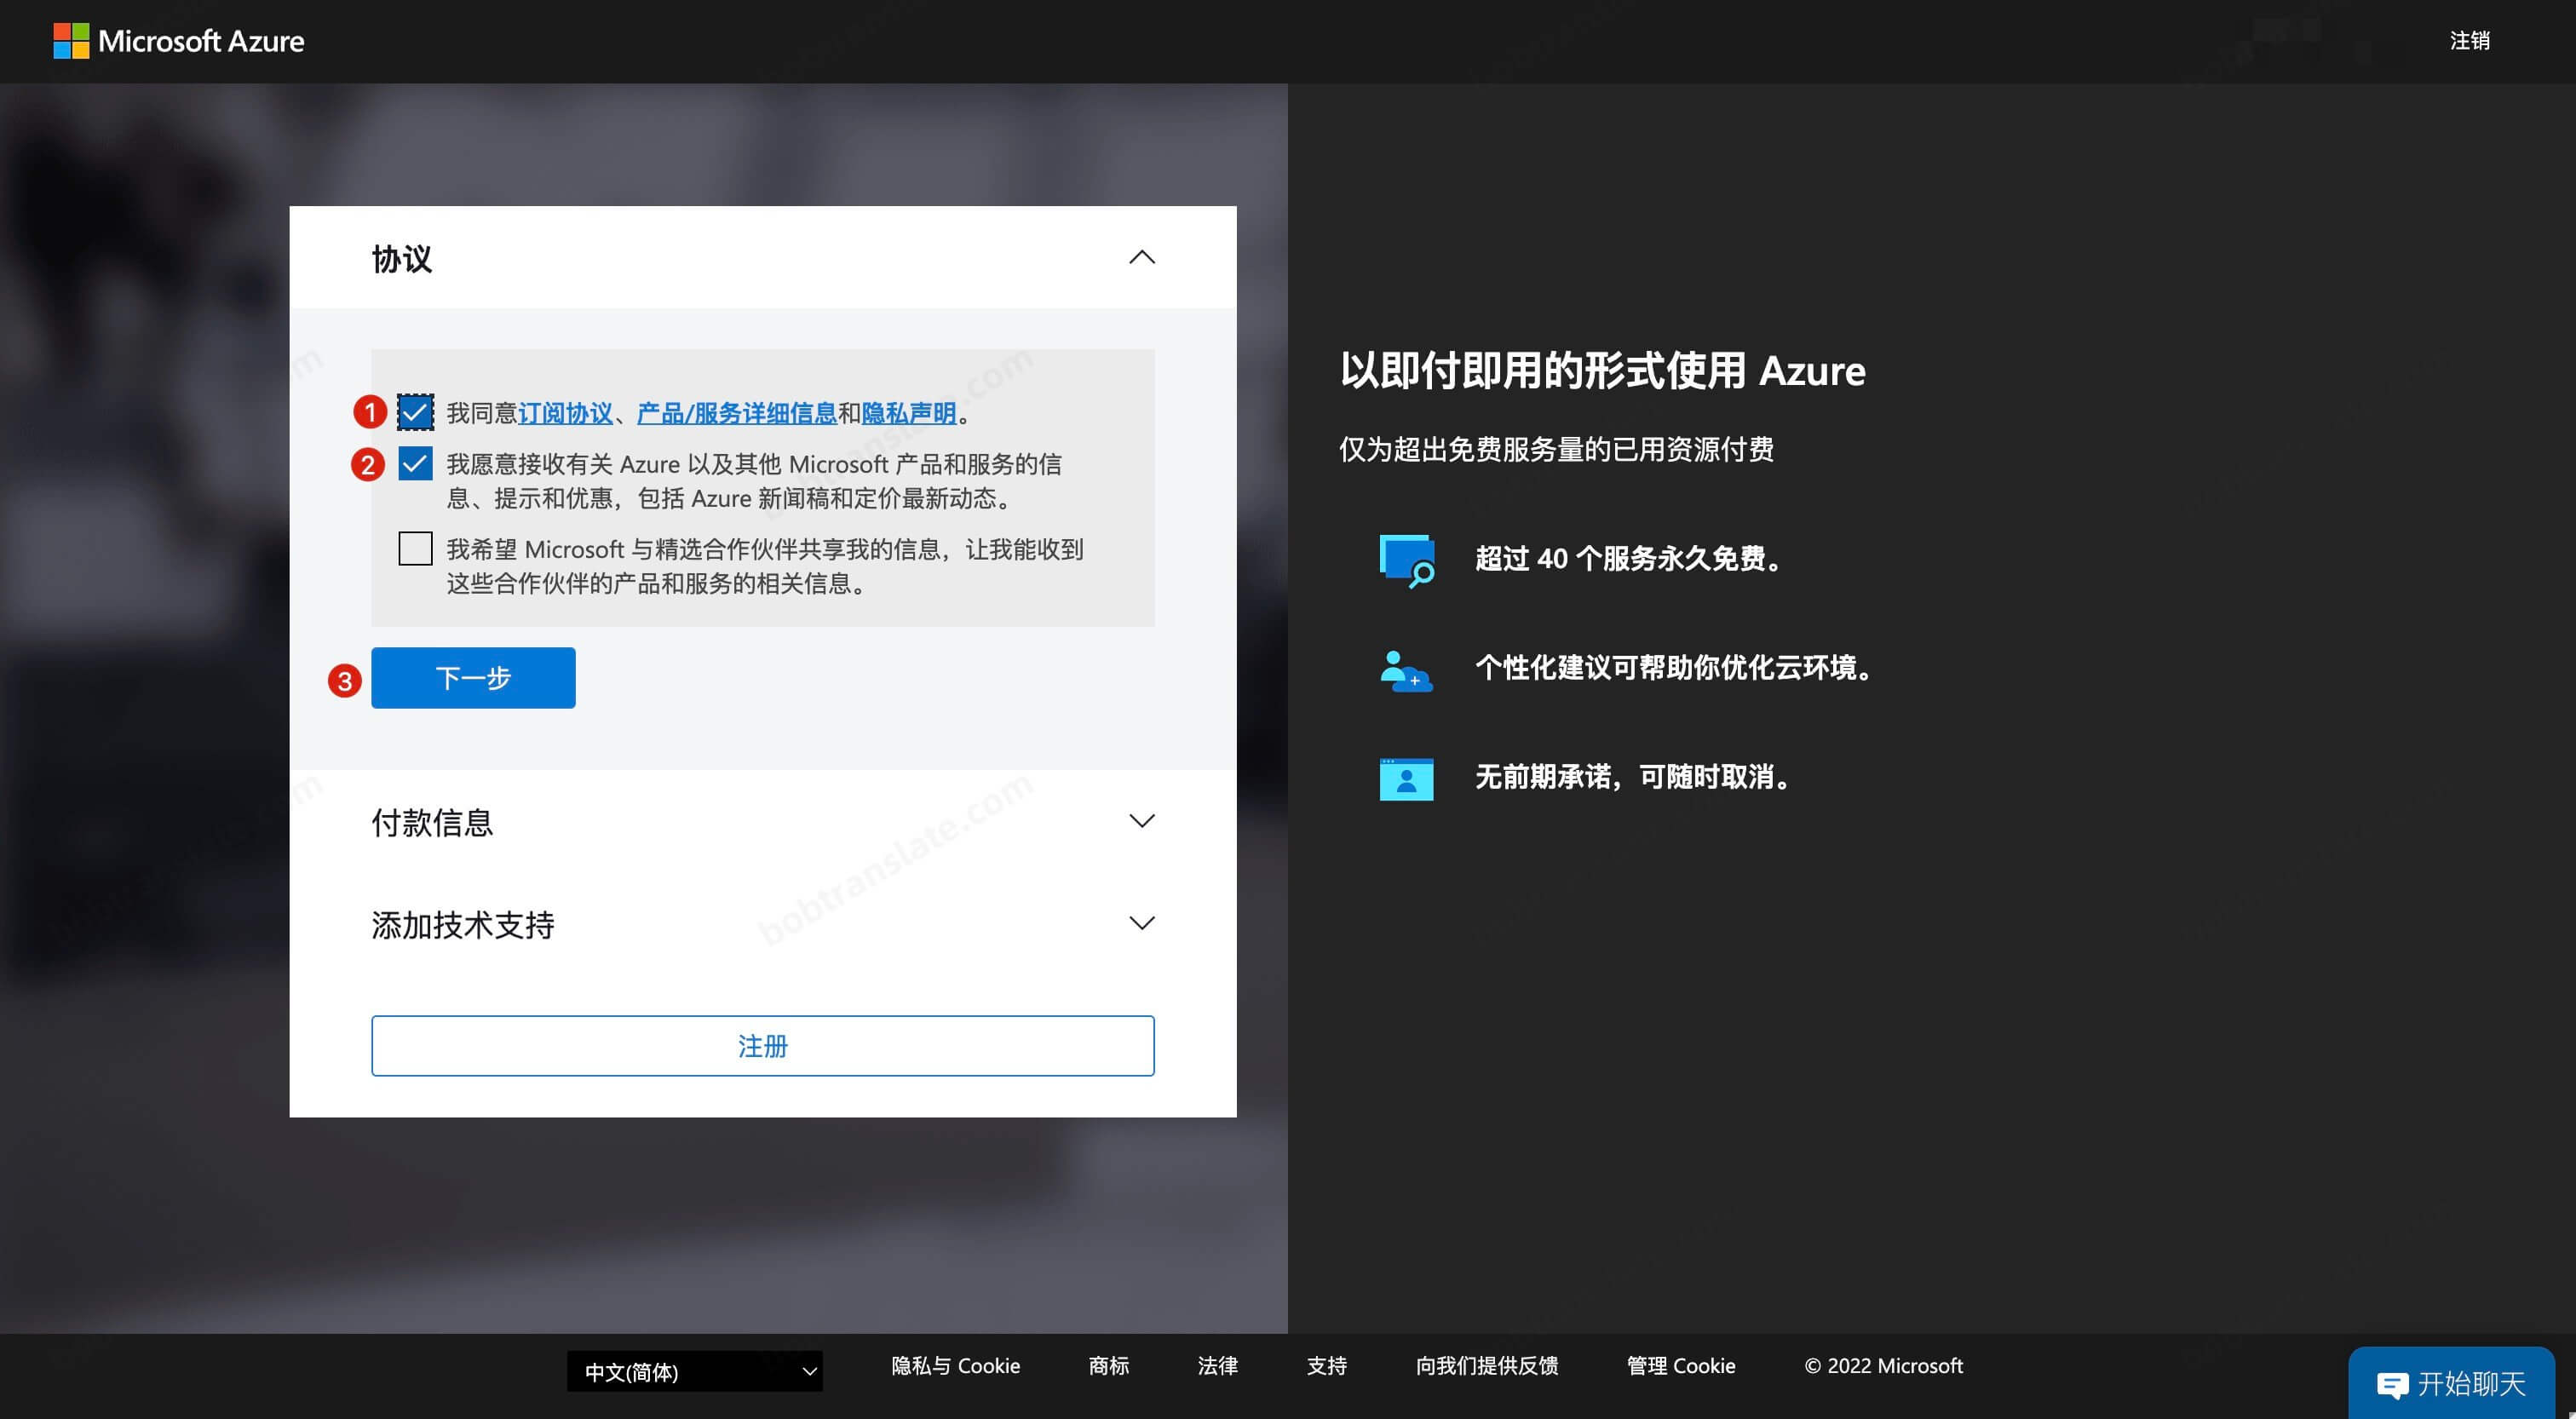 Microsoft Azure
注销
协议
1 我同意订阅协议、产品/服务详细信息和隐私声明。
2 我愿意接收有关 Azure 以及其他 Microsoft 产品和服务的信
息、提示和优惠，包括 Azure 新闻稿和定价最新动态。
我希望 Microsoft 与精选合作伙伴共享我的信息，让我能收到
这些合作伙伴的产品和服务的相关信息。
3 下一步
付款信息
添加技术支持
注册
以即付即用的形式使用 Azure
仅为超出免费服务量的已用资源付费
超过 40 个服务永久免费。
个性化建议可帮助你优化云环境。
无前期承诺，可随时取消。
bobtranslate.com
中文(简体)
隐私与 Cookie
商标
法律
支持
向我们提供反馈
管理 Cookie
© 2022 Microsoft
开始聊天